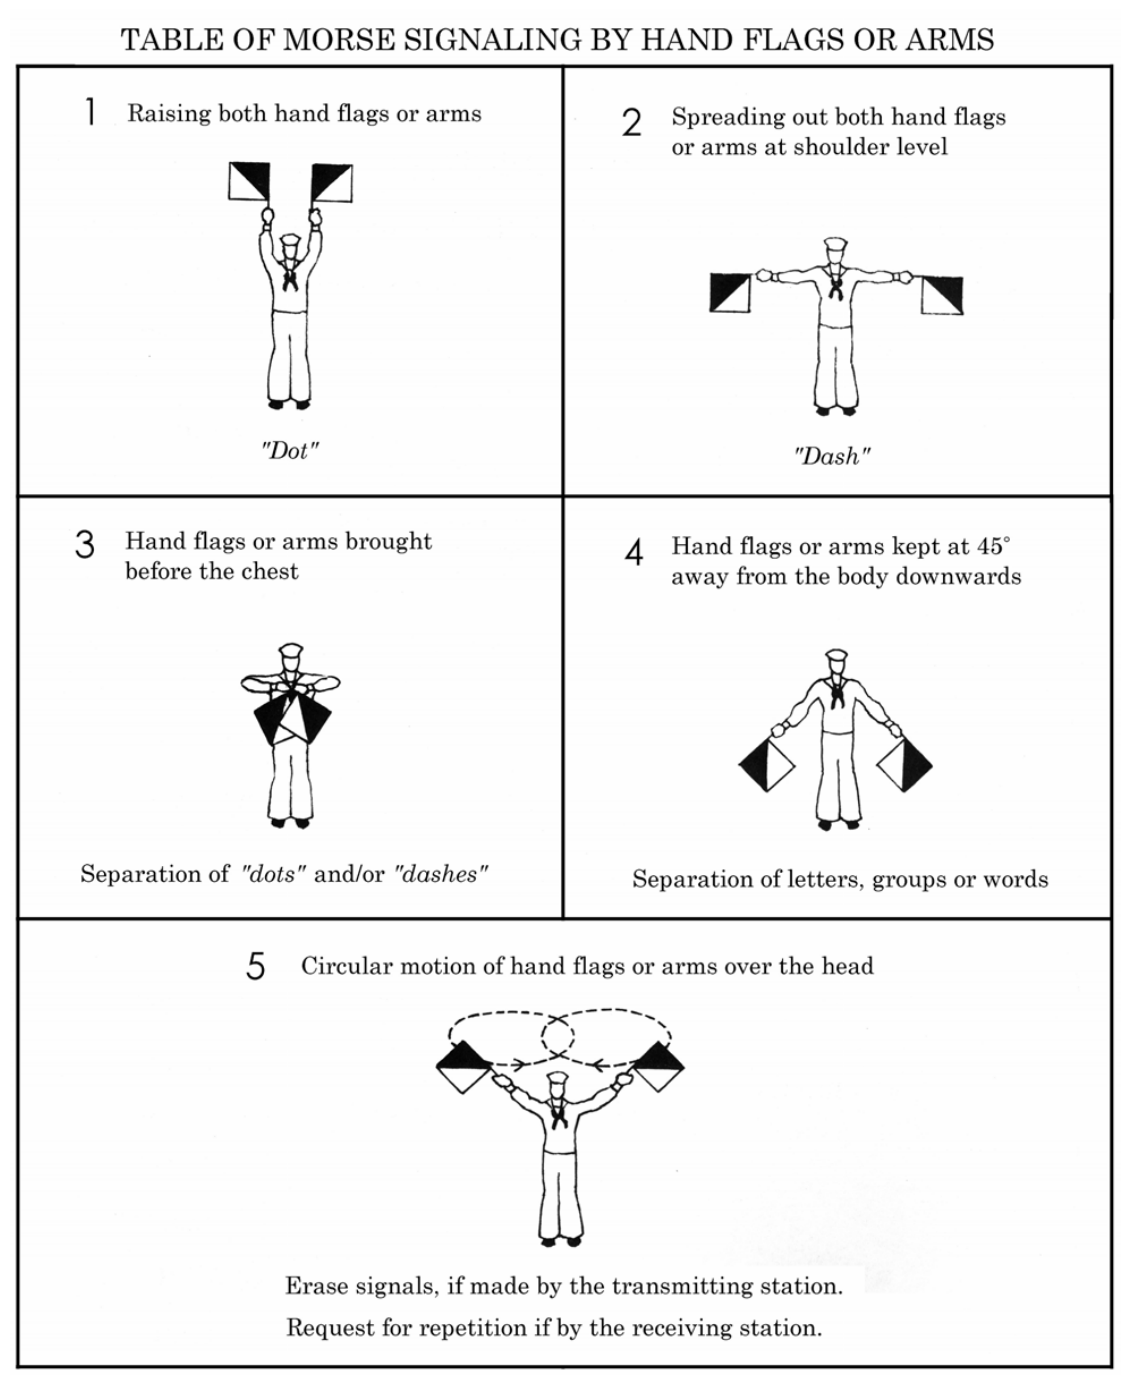 TABLE OF MORSE SIGNALING BY HAND FLAGS OR ARMS
1 Raising both hand flags or arms
"Dot"
2 Spreading out both hand flags
or arms at shoulder level
"Dash"
3 Hand flags or arms brought
before the chest
Separation of "dots" and/or "dashes"
4 Hand flags or arms kept at 45°
away from the body downwards
Separation of letters, groups or words
5 Circular motion of hand flags or arms over the head
Erase signals, if made by the transmitting station.
Request for repetition if by the receiving station.